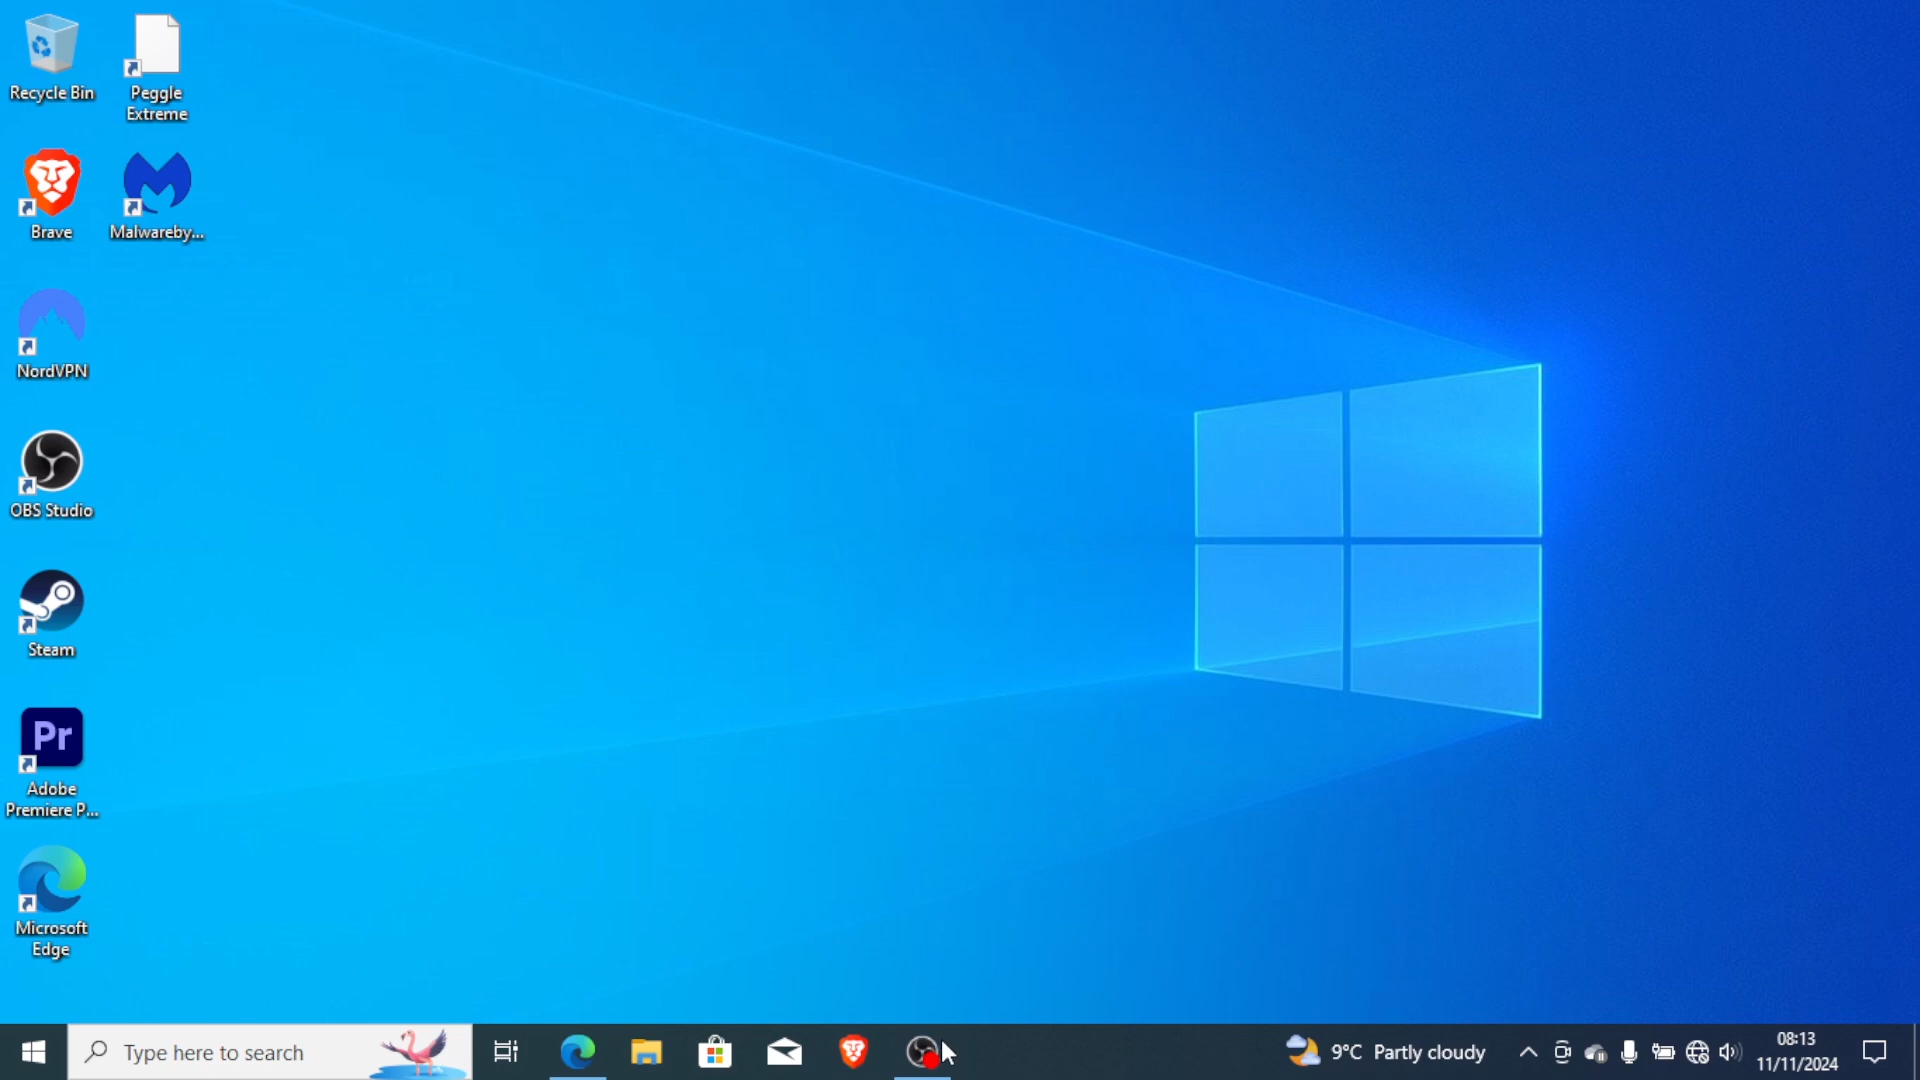 Recycle Bin
Peggle
Extreme
Brave
Malwareby...
NordVPN
OBS Studio
Steam
Pr
Adobe
Premiere P...
Microsoft
Edge
Type here to search
9°C Partly cloudy
08:13
11/11/2024